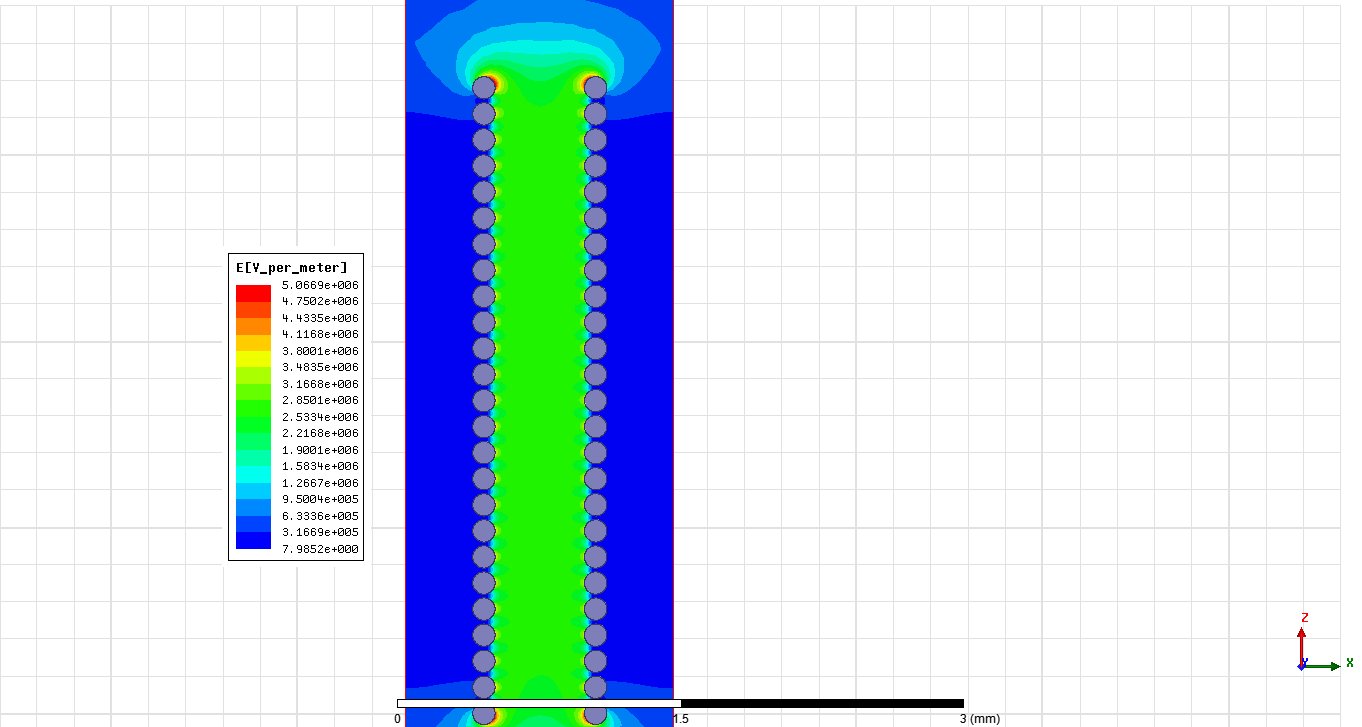 E[V_per_meter]
5.0669e+006
4.7502e+006
4.4335e+006
4.1168e+006
3.8001e+006
3.4835e+006
3.1668e+006
2.8501e+006
2.5334e+006
2.2168e+006
1.9001e+006
1.5834e+006
1.2667e+006
9.5004e+005
6.3336e+005
3.1669e+005
7.9852e+000
Z
Y
X
0 1.5 3 (mm)